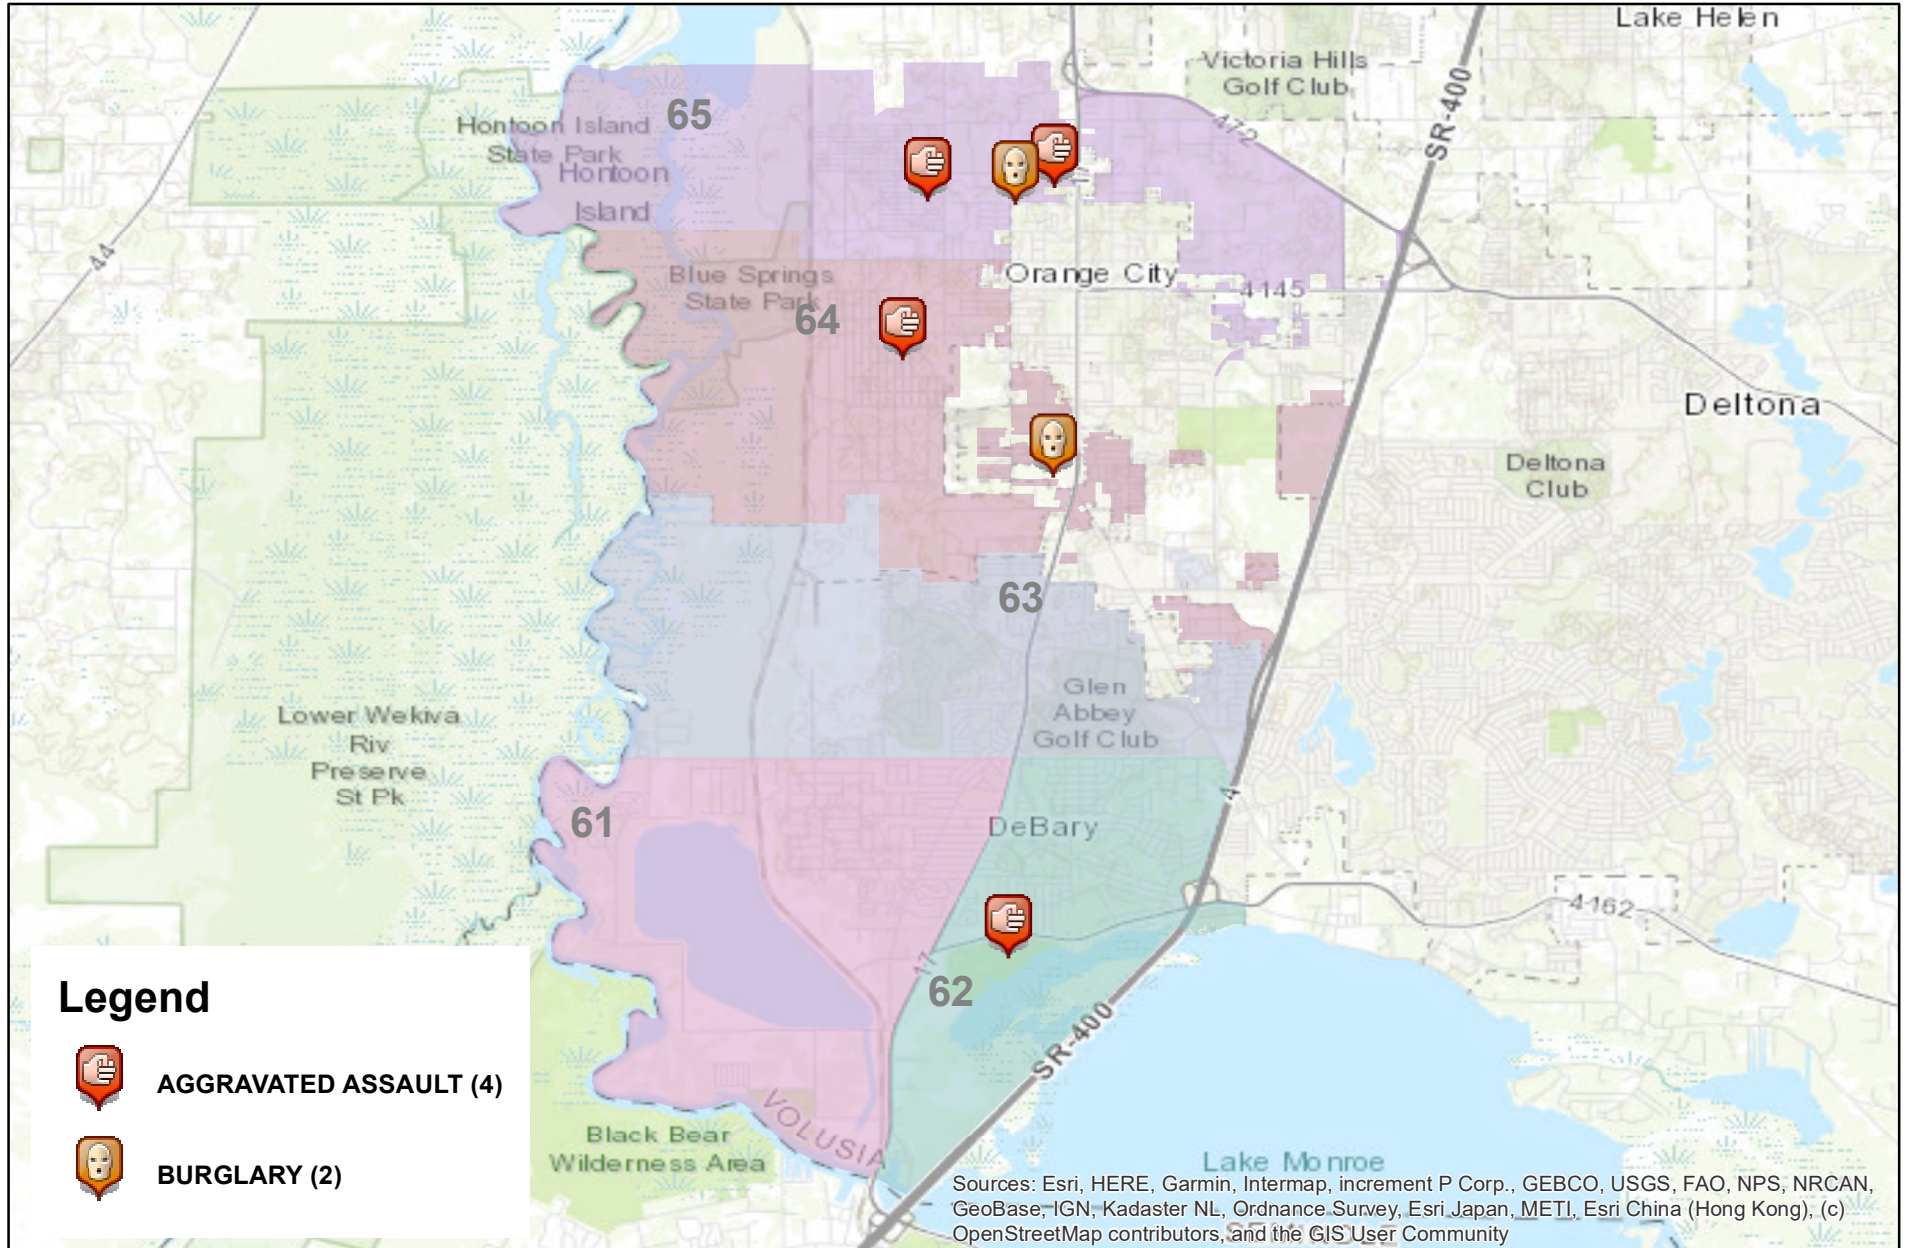 Lake Helen
Victoria Hills
Golf Club
SR-400
472
65
Hontoon Island
State Park
Hontoon
Island
44
Blue Springs
State Park
64
Orange City
4145
Deltona
Deltona
Club
63
Glen
Abbey
Golf Club
Lower Wekiva
Riv
Preserve
St Pk
4
61
DeBary
4162
17
62
SR-400
VOLUSIA
Black Bear
Wilderness Area
Lake Monroe
SEMINOLE
Legend
AGGRAVATED ASSAULT (4)
BURGLARY (2)
Sources: Esri, HERE, Garmin, Intermap, increment P Corp., GEBCO, USGS, FAO, NPS, NRCAN,
GeoBase, IGN, Kadaster NL, Ordnance Survey, Esri Japan, METI, Esri China (Hong Kong), (c)
OpenStreetMap contributors, and the GIS User Community